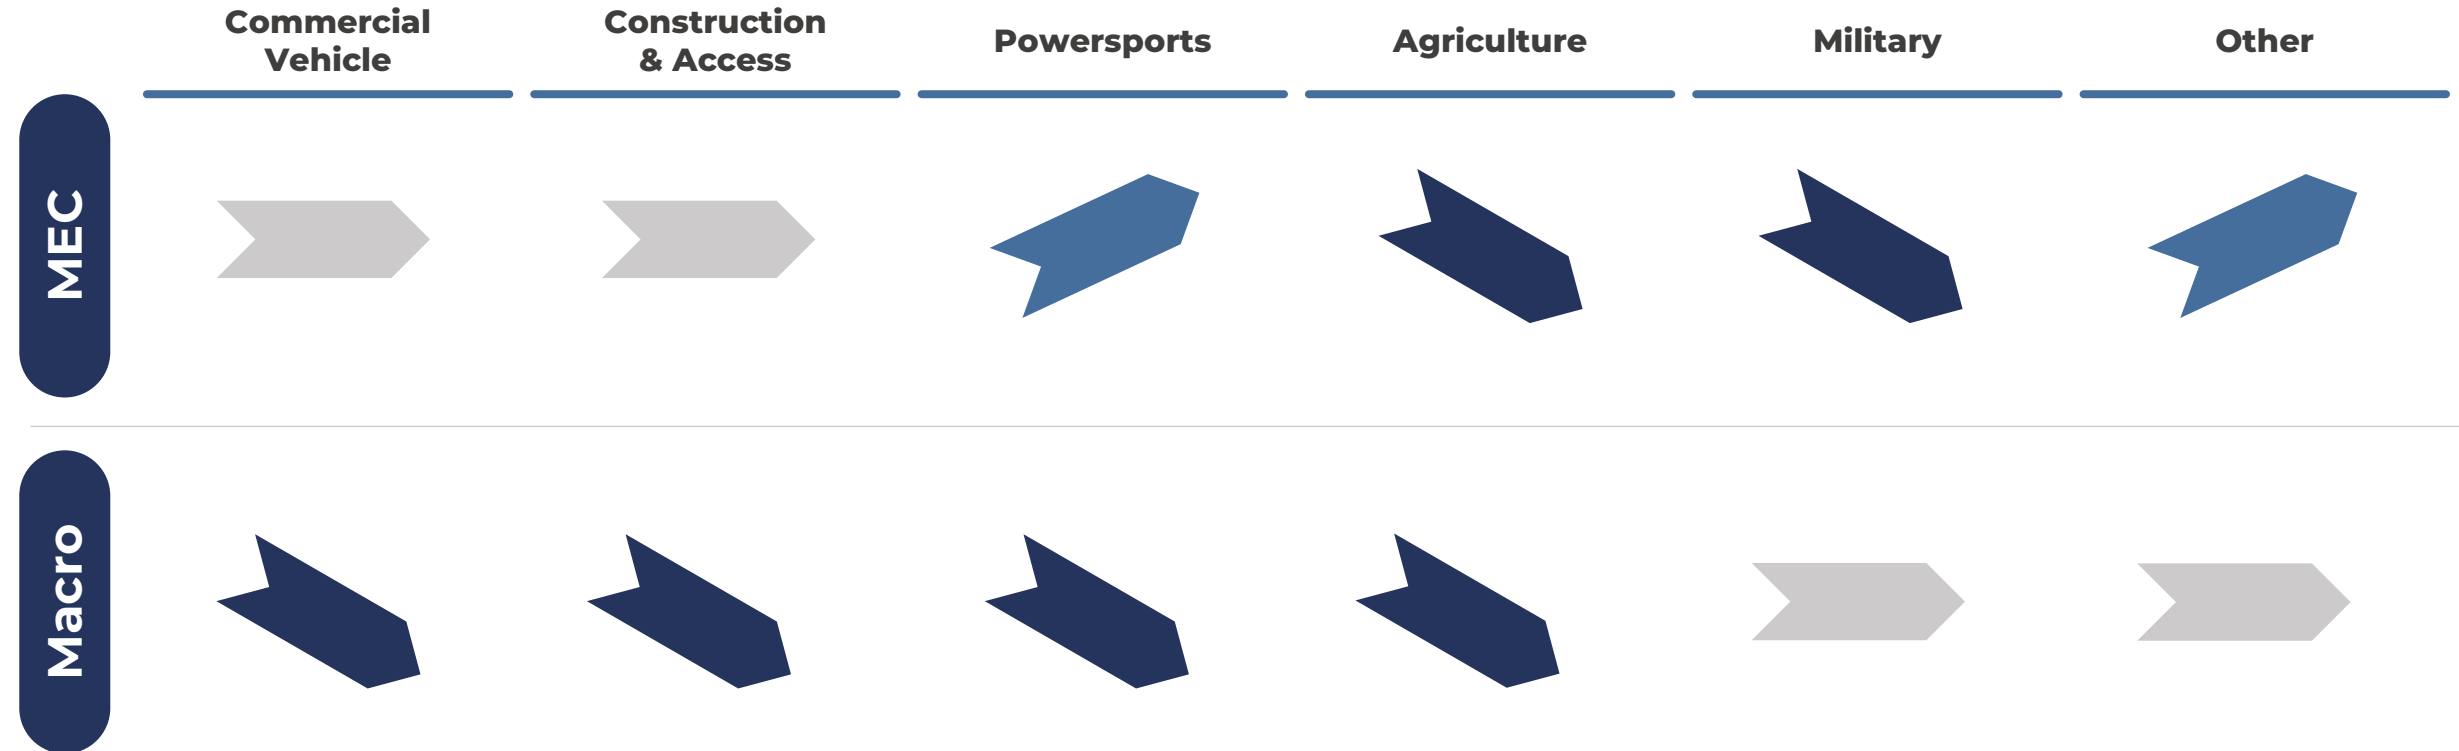 Commercial
Vehicle
Construction
& Access
Powersports
Agriculture
Military
Other
MEC
Macro